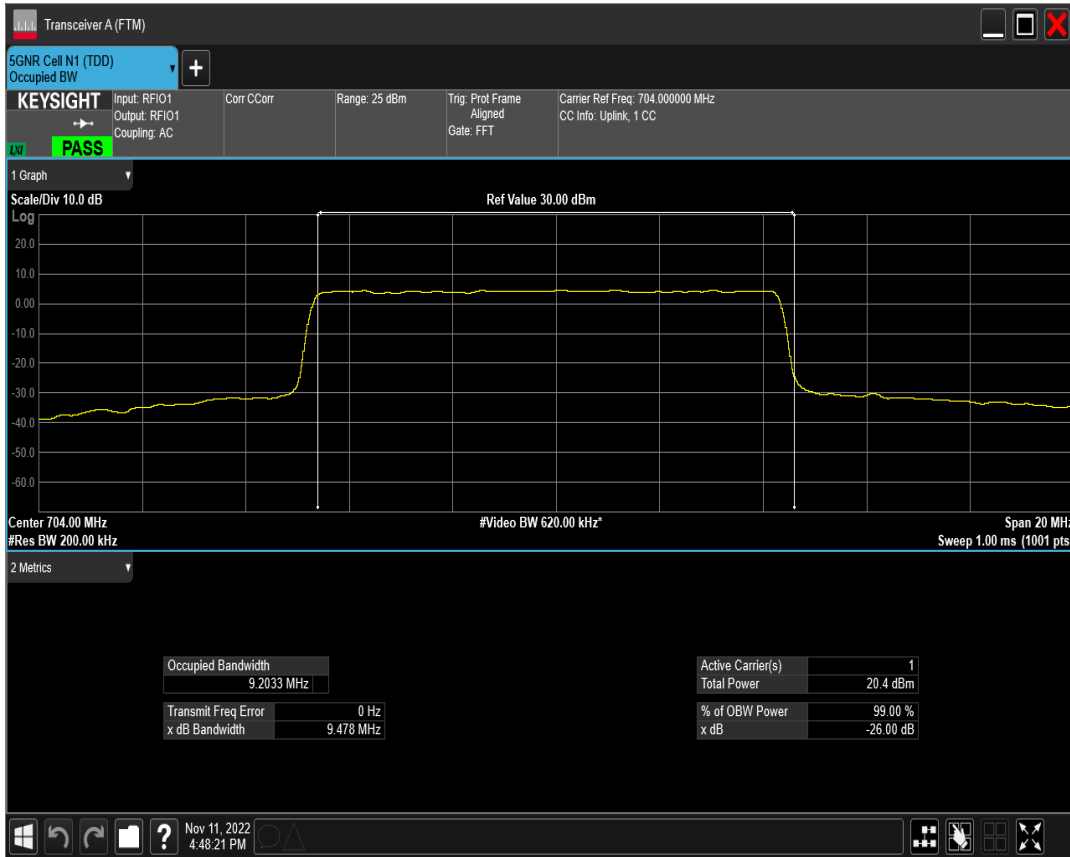 Transceiver A (FTM)
5GNR Cell N1 (TDD)
Occupied BW
KEYSIGHT
LXI
PASS
Input: RFIO1
Output: RFIO1
Coupling: AC
Corr CCorr
Range: 25 dBm
Trig: Prot Frame
Aligned
Gate: FFT
Carrier Ref Freq: 704.000000 MHz
CC Info: Uplink, 1 CC
1 Graph
Scale/Div 10.0 dB
Ref Value 30.00 dBm
Log
20.0
10.0
0.00
-10.0
-20.0
-30.0
-40.0
-50.0
-60.0
Center 704.00 MHz
#Video BW 620.00 kHz*
Span 20 MHz
#Res BW 200.00 kHz
Sweep 1.00 ms (1001 pts
2 Metrics
Occupied Bandwidth
9.2033 MHz
Transmit Freq Error 0 Hz
x dB Bandwidth 9.478 MHz
Active Carrier(s) 1
Total Power 20.4 dBm
% of OBW Power 99.00 %
x dB -26.00 dB
?
Nov 11, 2022
4:48:21 PM